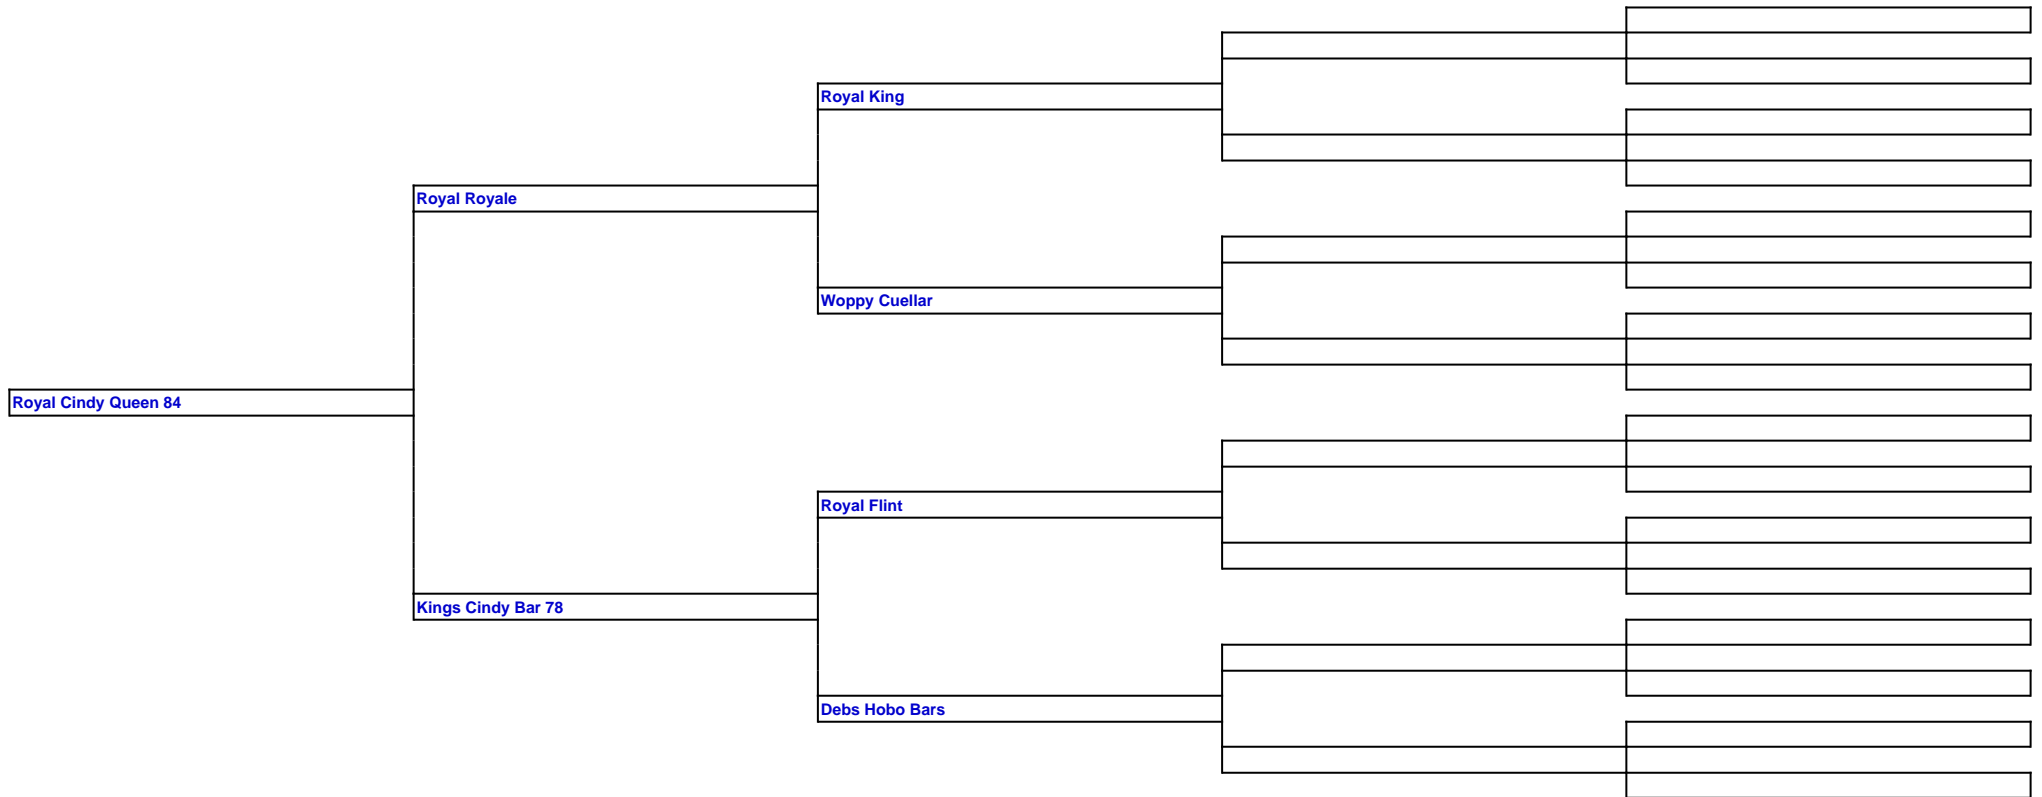 Royal King
Royal Royale
Woppy Cuellar
Royal Cindy Queen 84
Royal Flint
Kings Cindy Bar 78
Debs Hobo Bars